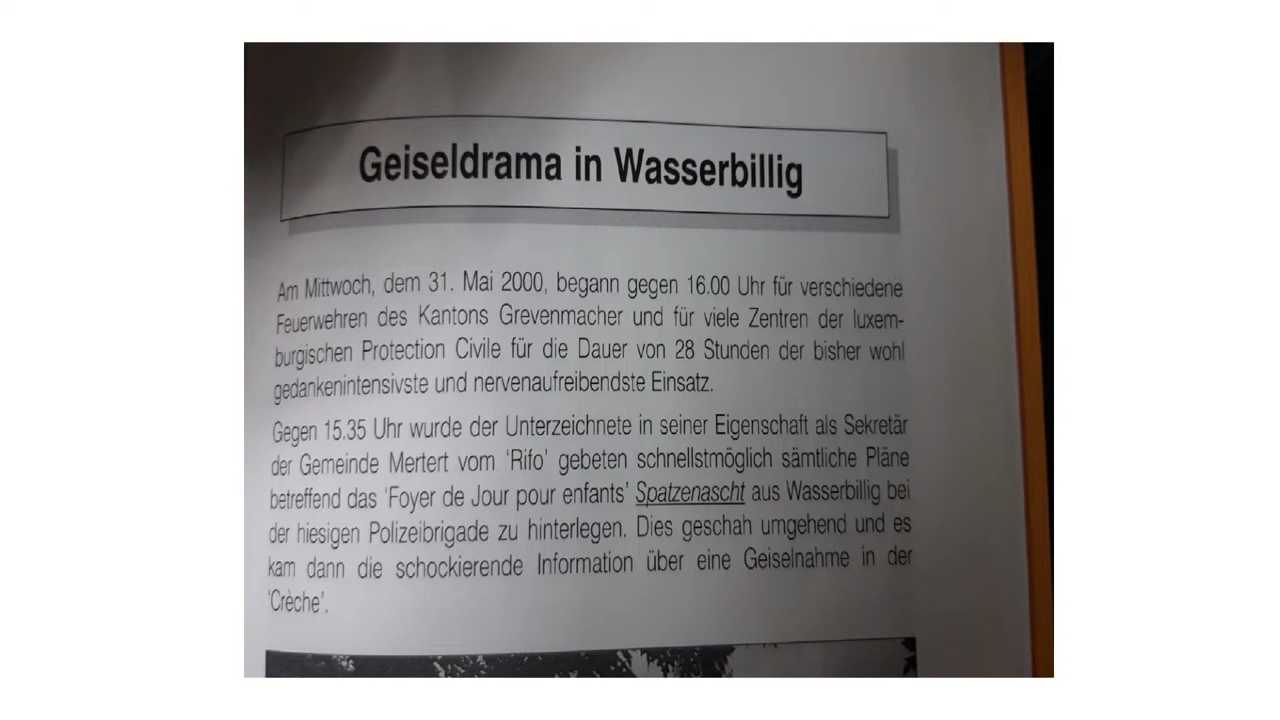 Geiseldrama in Wasserbillig
Am Mittwoch, dem 31. Mai 2000, begann gegen 16.00 Uhr für verschiedene
Feuerwehren des Kantons Grevenmacher und für viele Zentren der luxem-
burgischen Protection Civile für die Dauer von 28 Stunden der bisher wohl
gedankenintensivste und nervenaufreibendste Einsatz.
Gegen 15.35 Uhr wurde der Unterzeichnete in seiner Eigenschaft als Sekretär
der Gemeinde Mertert vom 'Rifo' gebeten schnellstmöglich sämtliche Pläne
betreffend das 'Foyer de Jour pour enfants' Spatzenascht aus Wasserbillig bei
der hiesigen Polizeibrigade zu hinterlegen. Dies geschah umgehend und es
kam dann die schockierende Information über eine Geiselnahme in der
'Crèche'.